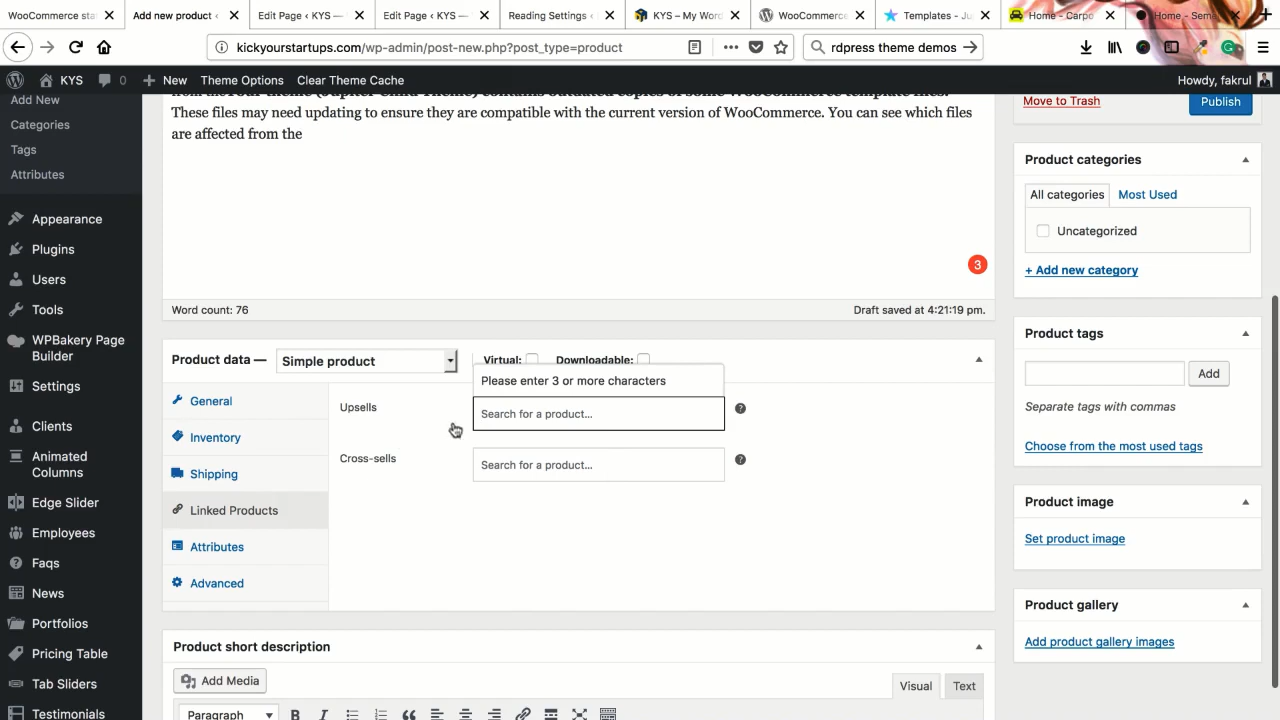 WooCommerce sta
Add new product ‹
Edit Page ‹ KYS —
Edit Page ‹ KYS —
Reading Settings ‹
KYS – My Wor
WooCommerce
Templates - Ju
Home - Carpo
Home - Seme
kickyourstartups.com/wp-admin/post-new.php?post_type=product
rdpress theme demos
KYS
0
New
Theme Options
Clear Theme Cache
Howdy, fakrul
Add New
Categories
Tags
Attributes
Appearance
Plugins
Users
Tools
WPBakery Page
Builder
Settings
Clients
Animated
Columns
Edge Slider
Employees
Faqs
News
Portfolios
Pricing Table
Tab Sliders
Testimonials
These files may need updating to ensure they are compatible with the current version of WooCommerce. You can see which files
are affected from the
3
Word count: 76
Draft saved at 4:21:19 pm.
Product data —
Simple product
Virtual:
Downloadable:
General
Inventory
Shipping
Linked Products
Attributes
Advanced
Please enter 3 or more characters
Upsells
Search for a product...
Cross-sells
Search for a product...
Product short description
Add Media
Visual
Text
Paragraph
Move to Trash
Publish
Product categories
All categories
Most Used
Uncategorized
+ Add new category
Product tags
Add
Separate tags with commas
Choose from the most used tags
Product image
Set product image
Product gallery
Add product gallery images